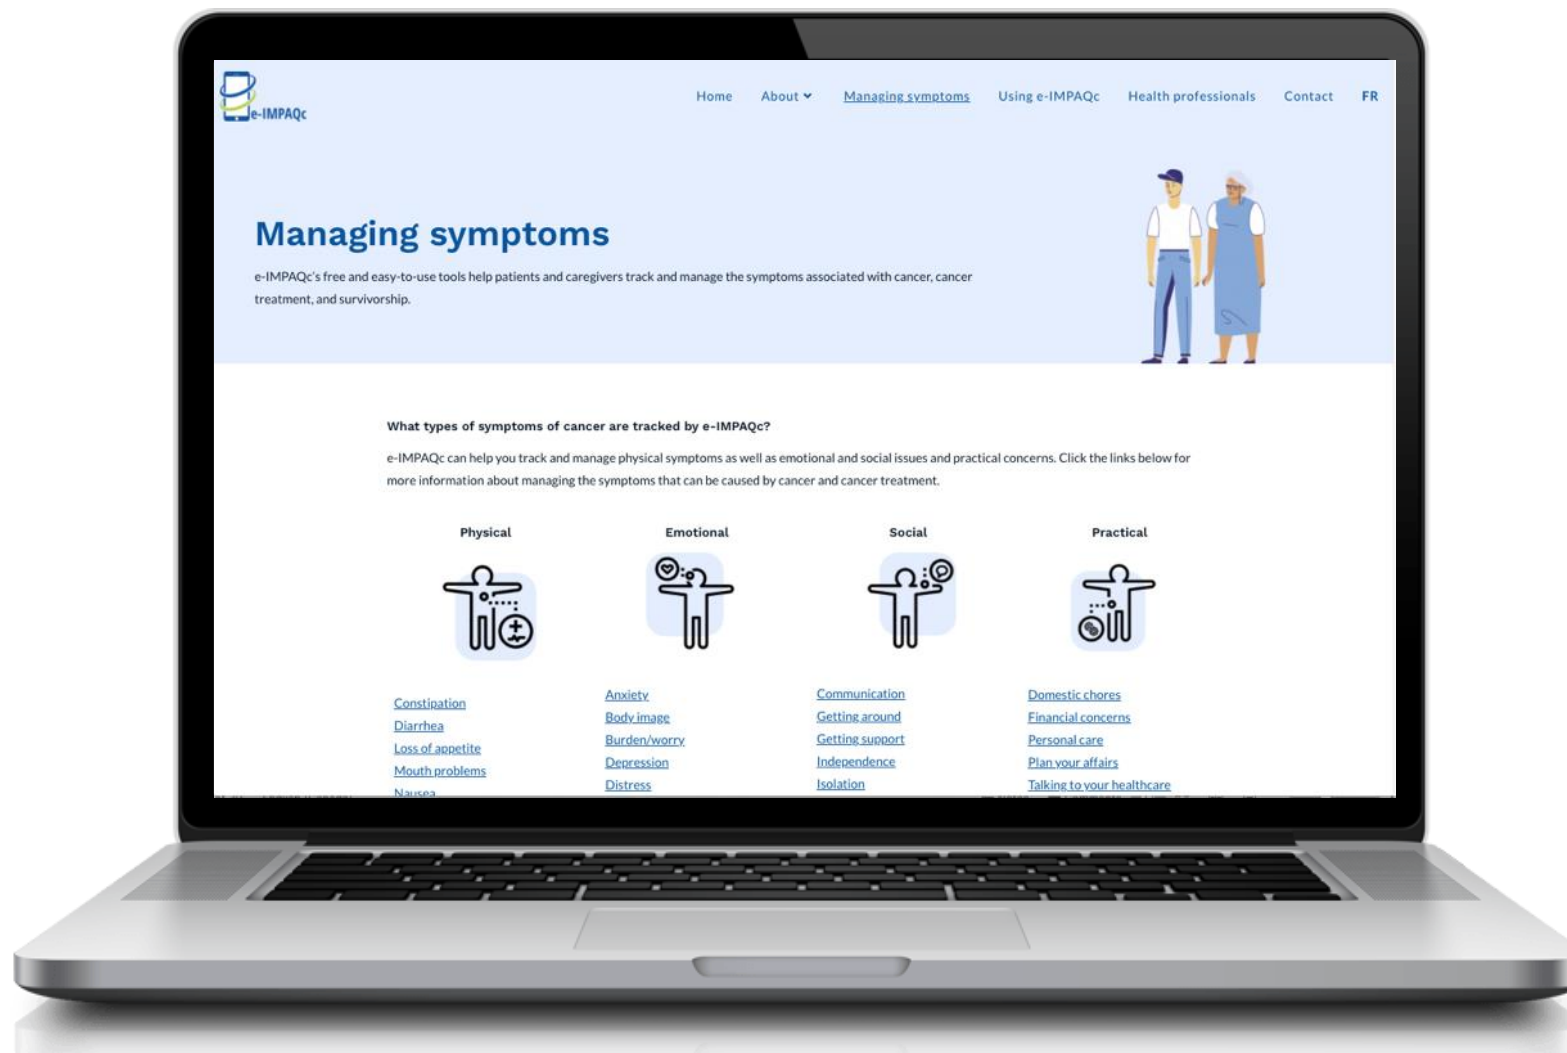 e-IMPAQc
Home About Managing symptoms Using e-IMPAQc Health professionals Contact FR
Managing symptoms
e-IMPAQc's free and easy-to-use tools help patients and caregivers track and manage the symptoms associated with cancer, cancer
treatment, and survivorship.
What types of symptoms of cancer are tracked by e-IMPAQc?
e-IMPAQc can help you track and manage physical symptoms as well as emotional and social issues and practical concerns. Click the links below for
more information about managing the symptoms that can be caused by cancer and cancer treatment.
Physical
Constipation
Diarrhea
Loss of appetite
Mouth problems
Nausea
Emotional
Anxiety
Body image
Burden/worry
Depression
Distress
Social
Communication
Getting around
Getting support
Independence
Isolation
Practical
Domestic chores
Financial concerns
Personal care
Plan your affairs
Talking to your healthcare